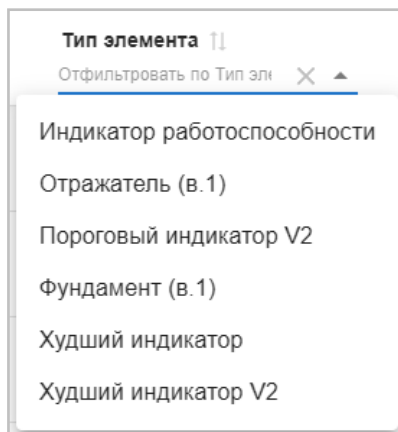 Тип элемента
Отфильтровать по Тип эле
Индикатор работоспособности
Отражатель (в.1)
Пороговый индикатор V2
Фундамент (в.1)
Худший индикатор
Худший индикатор V2